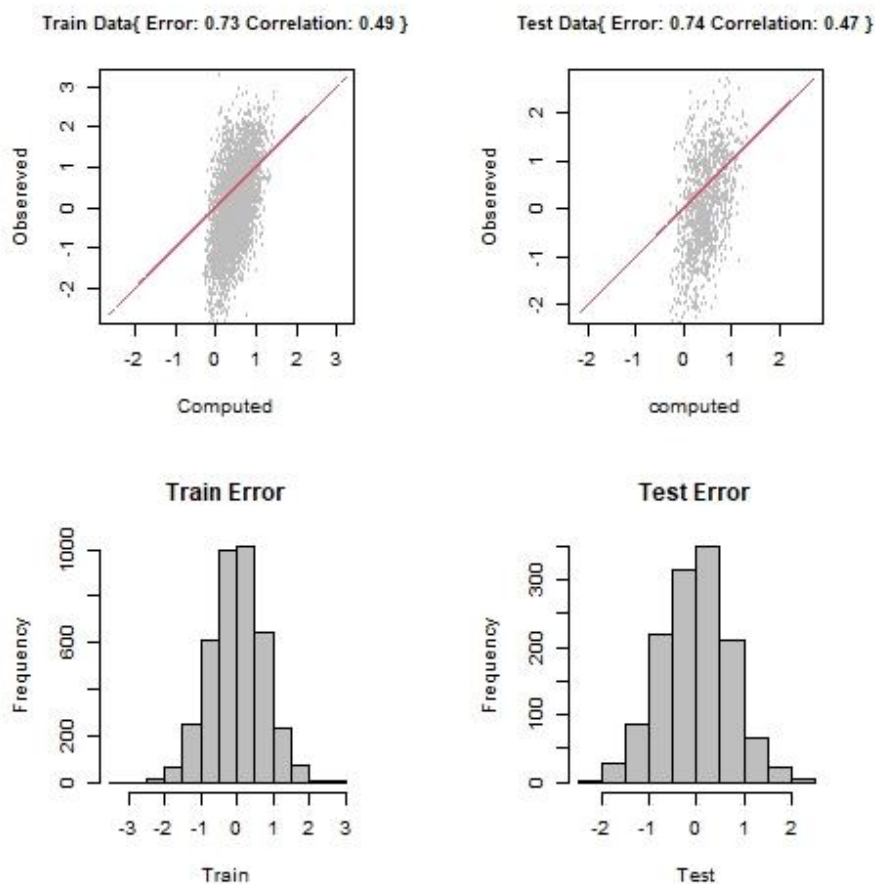 Train Data{ Error: 0.73 Correlation: 0.49 }
Test Data{ Error: 0.74 Correlation: 0.47 }
Obsereved
3
2
1
0
-1
-2
-2 -1 0 1 2 3
Computed
Obsereved
2
1
0
-1
-2
-2 -1 0 1 2
computed
Train Error
Frequency
1000
600
200
0
-3 -2 -1 0 1 2 3
Train
Test Error
Frequency
300
200
100
0
-2 -1 0 1 2
Test